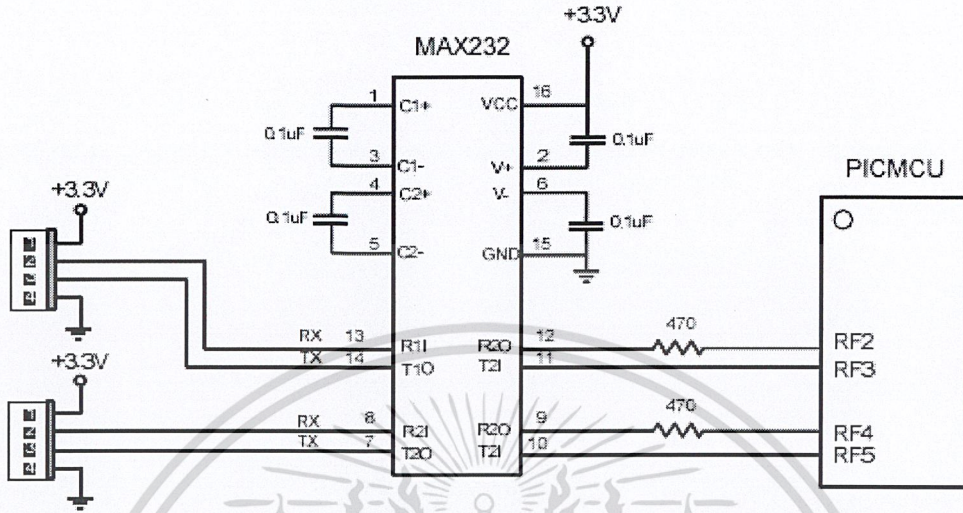 +3.3V
MAX232
PICMCU
1 C1+ VCC 16
0.1uF 0.1uF
3 C1- V+ 2
4 C2+ V- 6
+3.3V
0.1uF 0.1uF
5 C2- GND 15
470
RX 13 R1I R2O 12 RF2
TX 14 T1O T2I 11 RF3
+3.3V
470
RX 8 R2I R2O 9 RF4
TX 7 T2O T2I 10 RF5